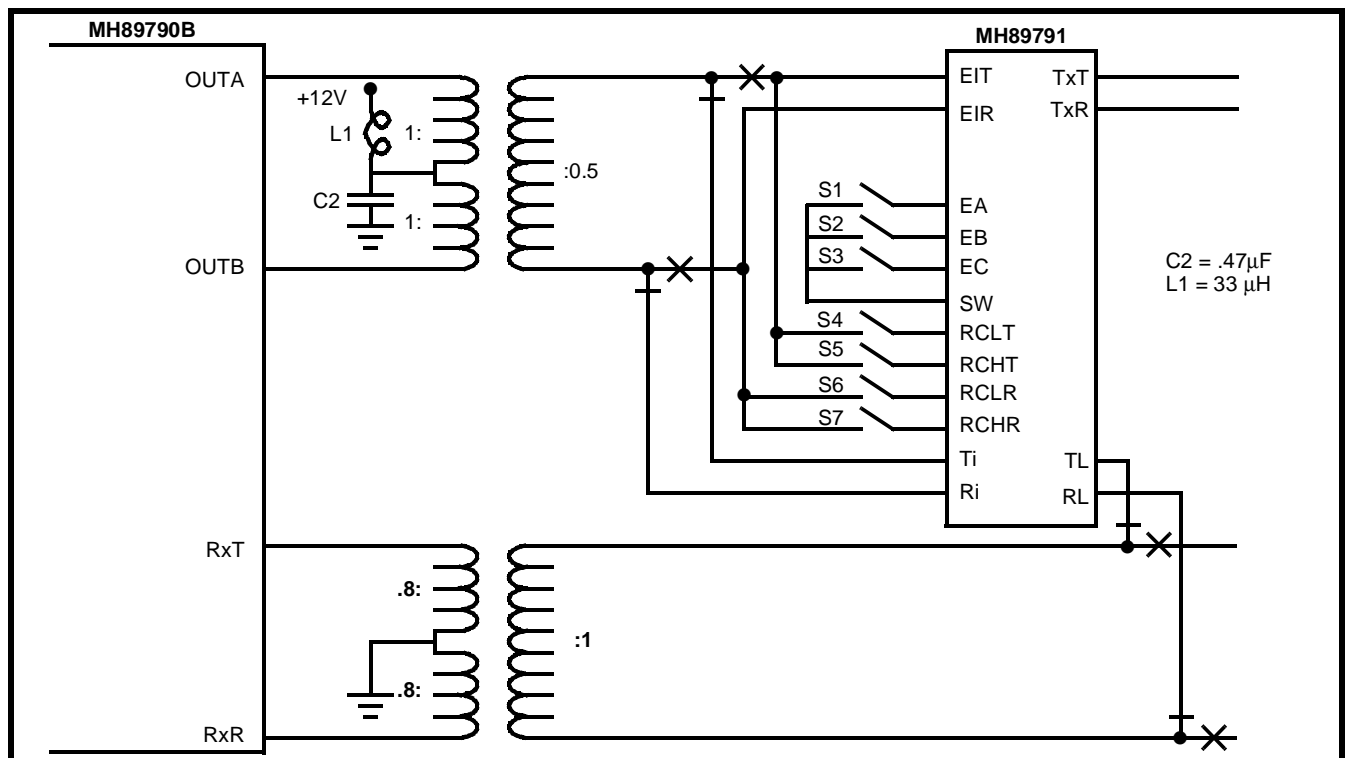 MH89790B
MH89791
OUTA
+12V
L1
1:
C2
1:
OUTB
:0.5
EIT
TxT
EIR
TxR
S1
EA
S2
EB
S3
EC
SW
S4
RCLT
S5
RCHT
S6
RCLR
S7
RCHR
Ti
TL
Ri
RL
C2 = .47µF
L1 = 33 µH
RxT
.8:
:1
.8:
RxR